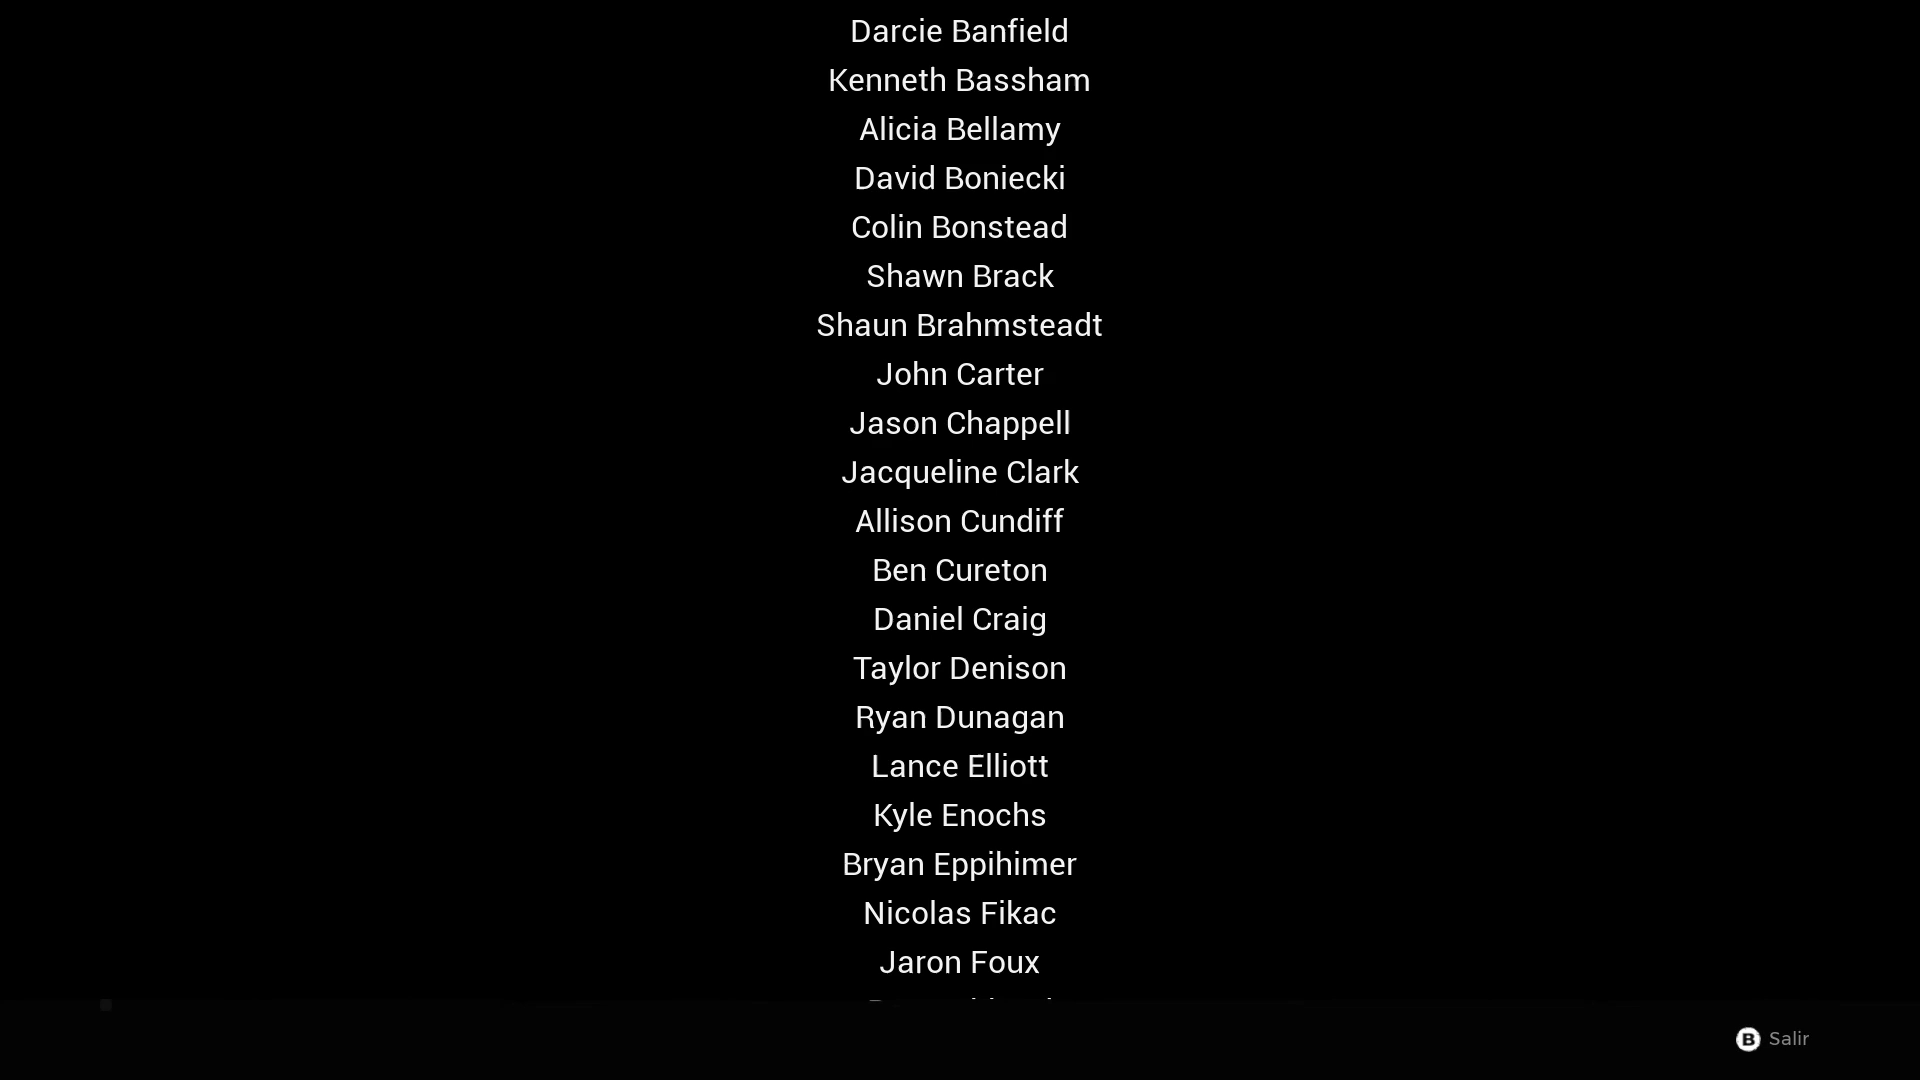 Darcie Banfield
Kenneth Bassham
Alicia Bellamy
David Boniecki
Colin Bonstead
Shawn Brack
Shaun Brahmsteadt
John Carter
Jason Chappell
Jacqueline Clark
Allison Cundiff
Ben Cureton
Daniel Craig
Taylor Denison
Ryan Dunagan
Lance Elliott
Kyle Enochs
Bryan Eppihimer
Nicolas Fikac
Jaron Foux
B Salir